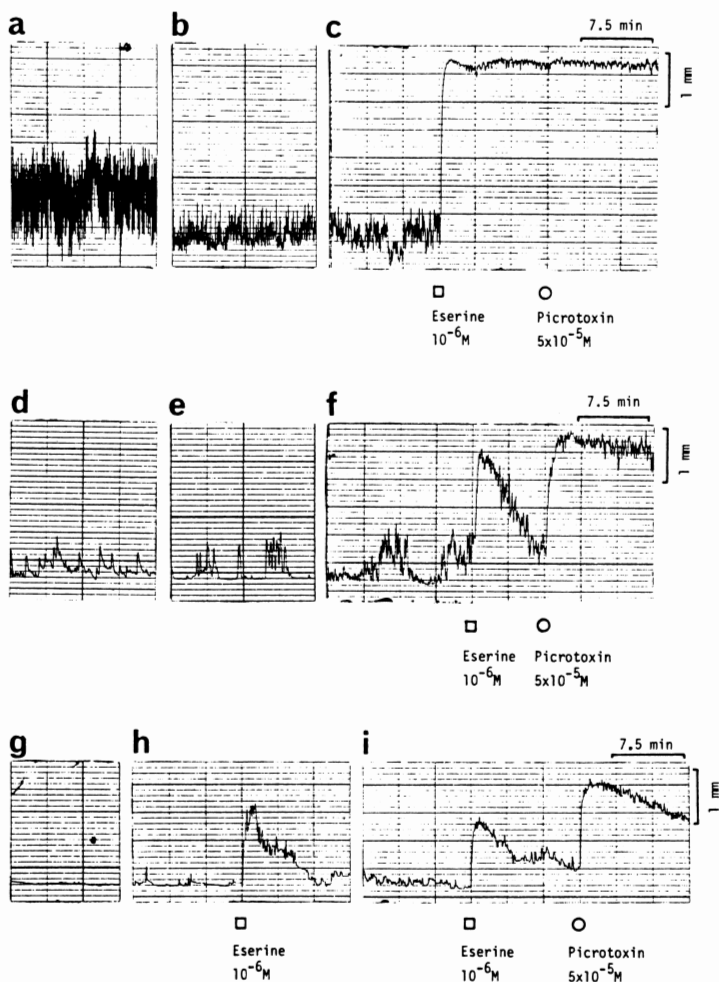 a
b
c
7.5 min
1 mm
Eserine Picrotoxin
10⁻⁶M 5x10⁻⁵M
d
e
f
7.5 min
1 mm
Eserine Picrotoxin
10⁻⁶M 5x10⁻⁵M
g
h
i
7.5 min
1 mm
Eserine Eserine Picrotoxin
10⁻⁶M 10⁻⁶M 5x10⁻⁵M